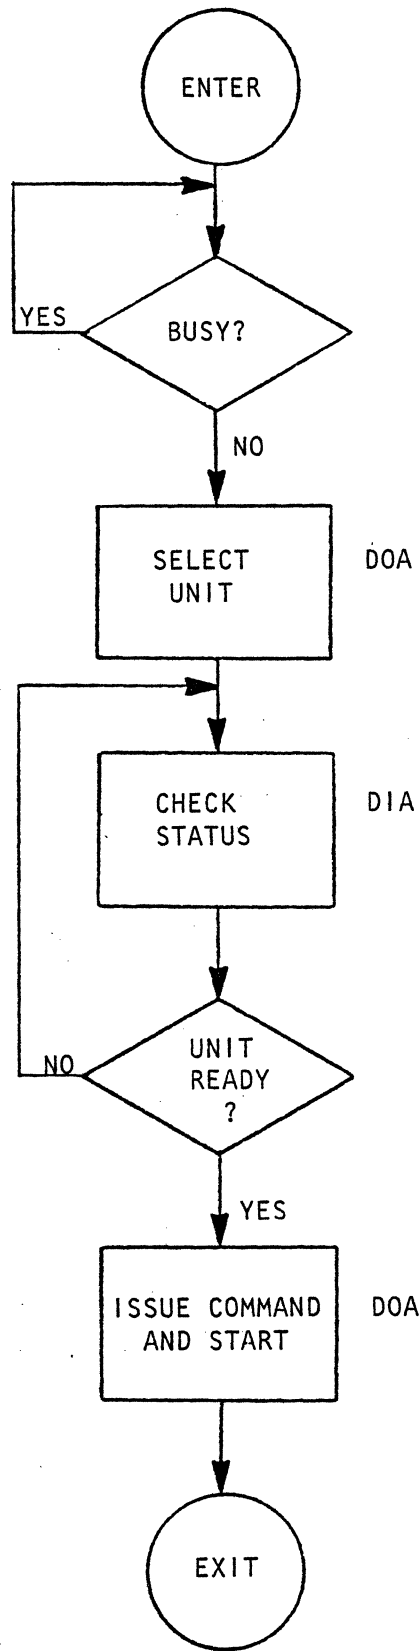 ENTER
YES
BUSY?
NO
SELECT
UNIT
DOA
CHECK
STATUS
DIA
UNIT
READY
?
NO
YES
ISSUE COMMAND
AND START
DOA
EXIT